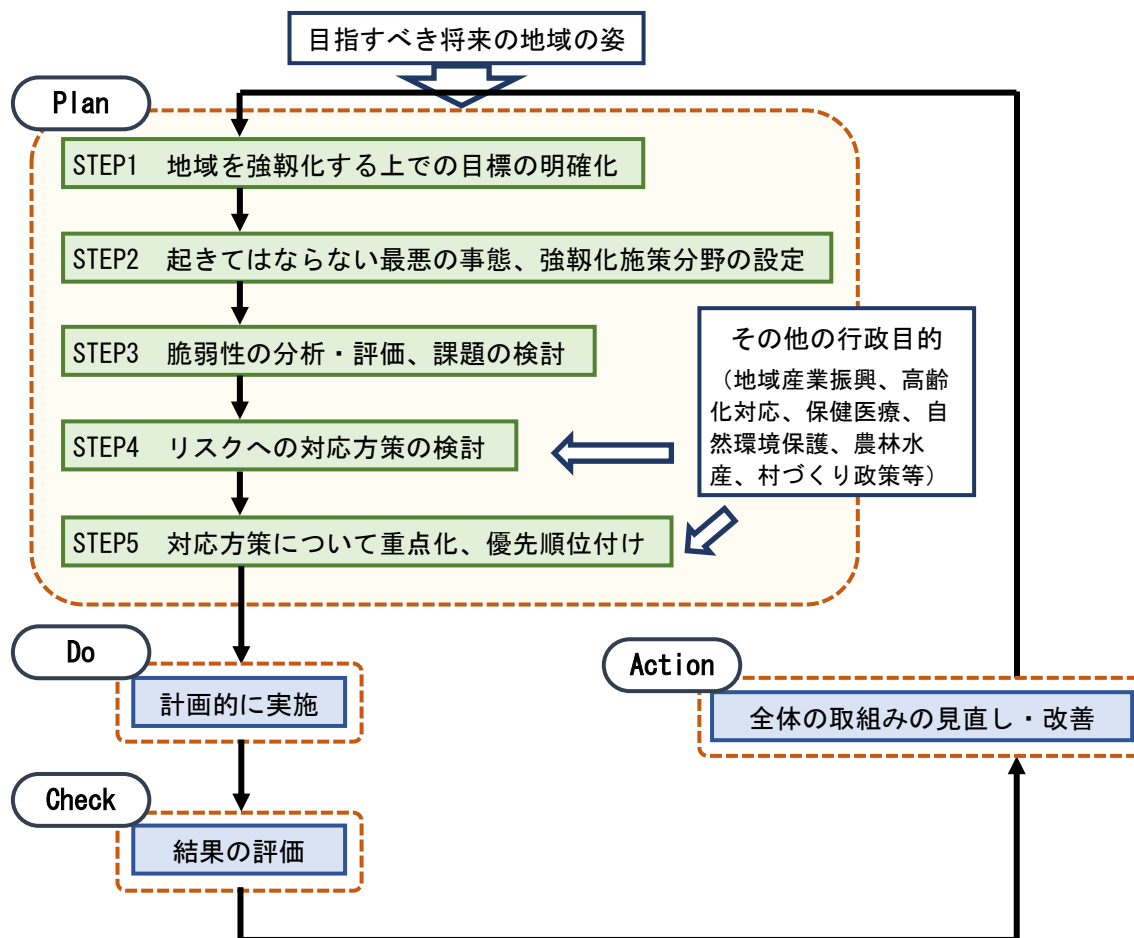 目指すべき将来の地域の姿
Plan
STEP1 地域を強靱化する上での目標の明確化
STEP2 起きてはならない最悪の事態、強靱化施策分野の設定
STEP3 脆弱性の分析・評価、課題の検討
STEP4 リスクへの対応方策の検討
STEP5 対応方策について重点化、優先順位付け
その他の行政目的
（地域産業振興、高齢
化対応、保健医療、自
然環境保護、農林水
産、村づくり政策等）
Do
計画的に実施
Check
結果の評価
Action
全体の取組みの見直し・改善